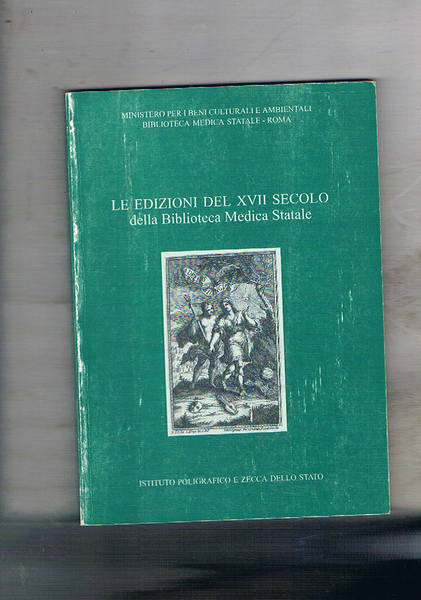 MINISTERO PER I BENI CULTURALI E AMBIENTALI
BIBLIOTECA MEDICA STATALE - ROMA
LE EDIZIONI DEL XVII SECOLO
della Biblioteca Medica Statale
ISTITUTO POLIGRAFICO E ZECCA DELLO STATO